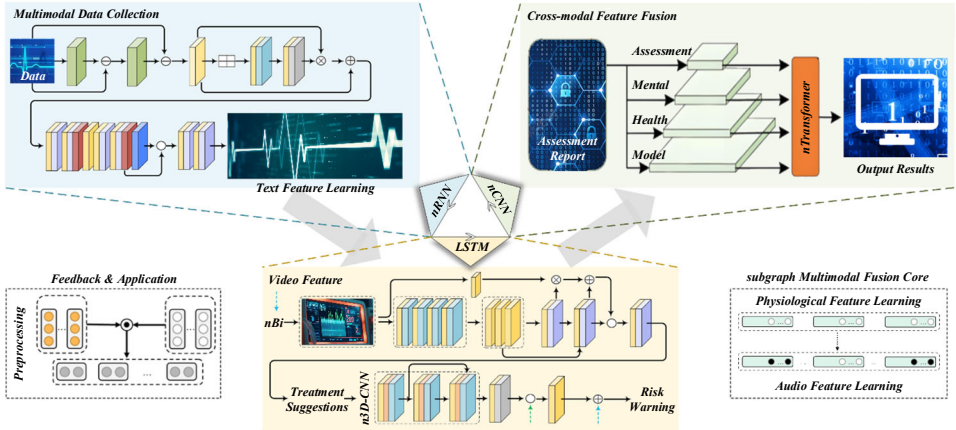 Multimodal Data Collection
Data
Text Feature Learning
Cross-modal Feature Fusion
Assessment
Mental
Health
Model
Assessment
Report
nTransformer
1
Output Results
nRNN
nCNN
LSTM
Feedback & Application
Preprocessing
...
Video Feature
nBi
Treatment
Suggestions
n3D-CNN
Risk
Warning
subgraph Multimodal Fusion Core
Physiological Feature Learning
Audio Feature Learning